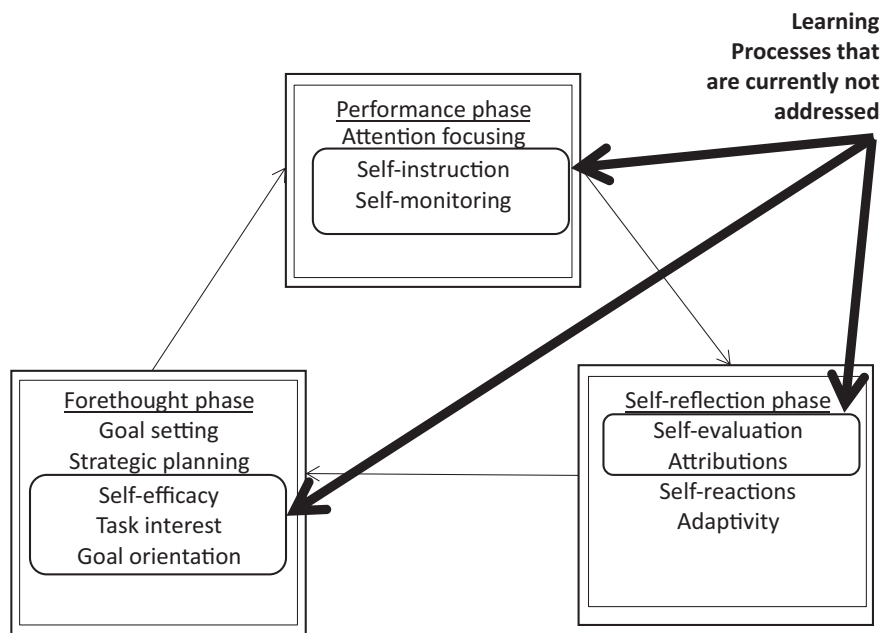 Learning
Processes that
are currently not
addressed
Performance phase
Attention focusing
Self-instruction
Self-monitoring
Forethought phase
Goal setting
Strategic planning
Self-efficacy
Task interest
Goal orientation
Self-reflection phase
Self-evaluation
Attributions
Self-reactions
Adaptivity